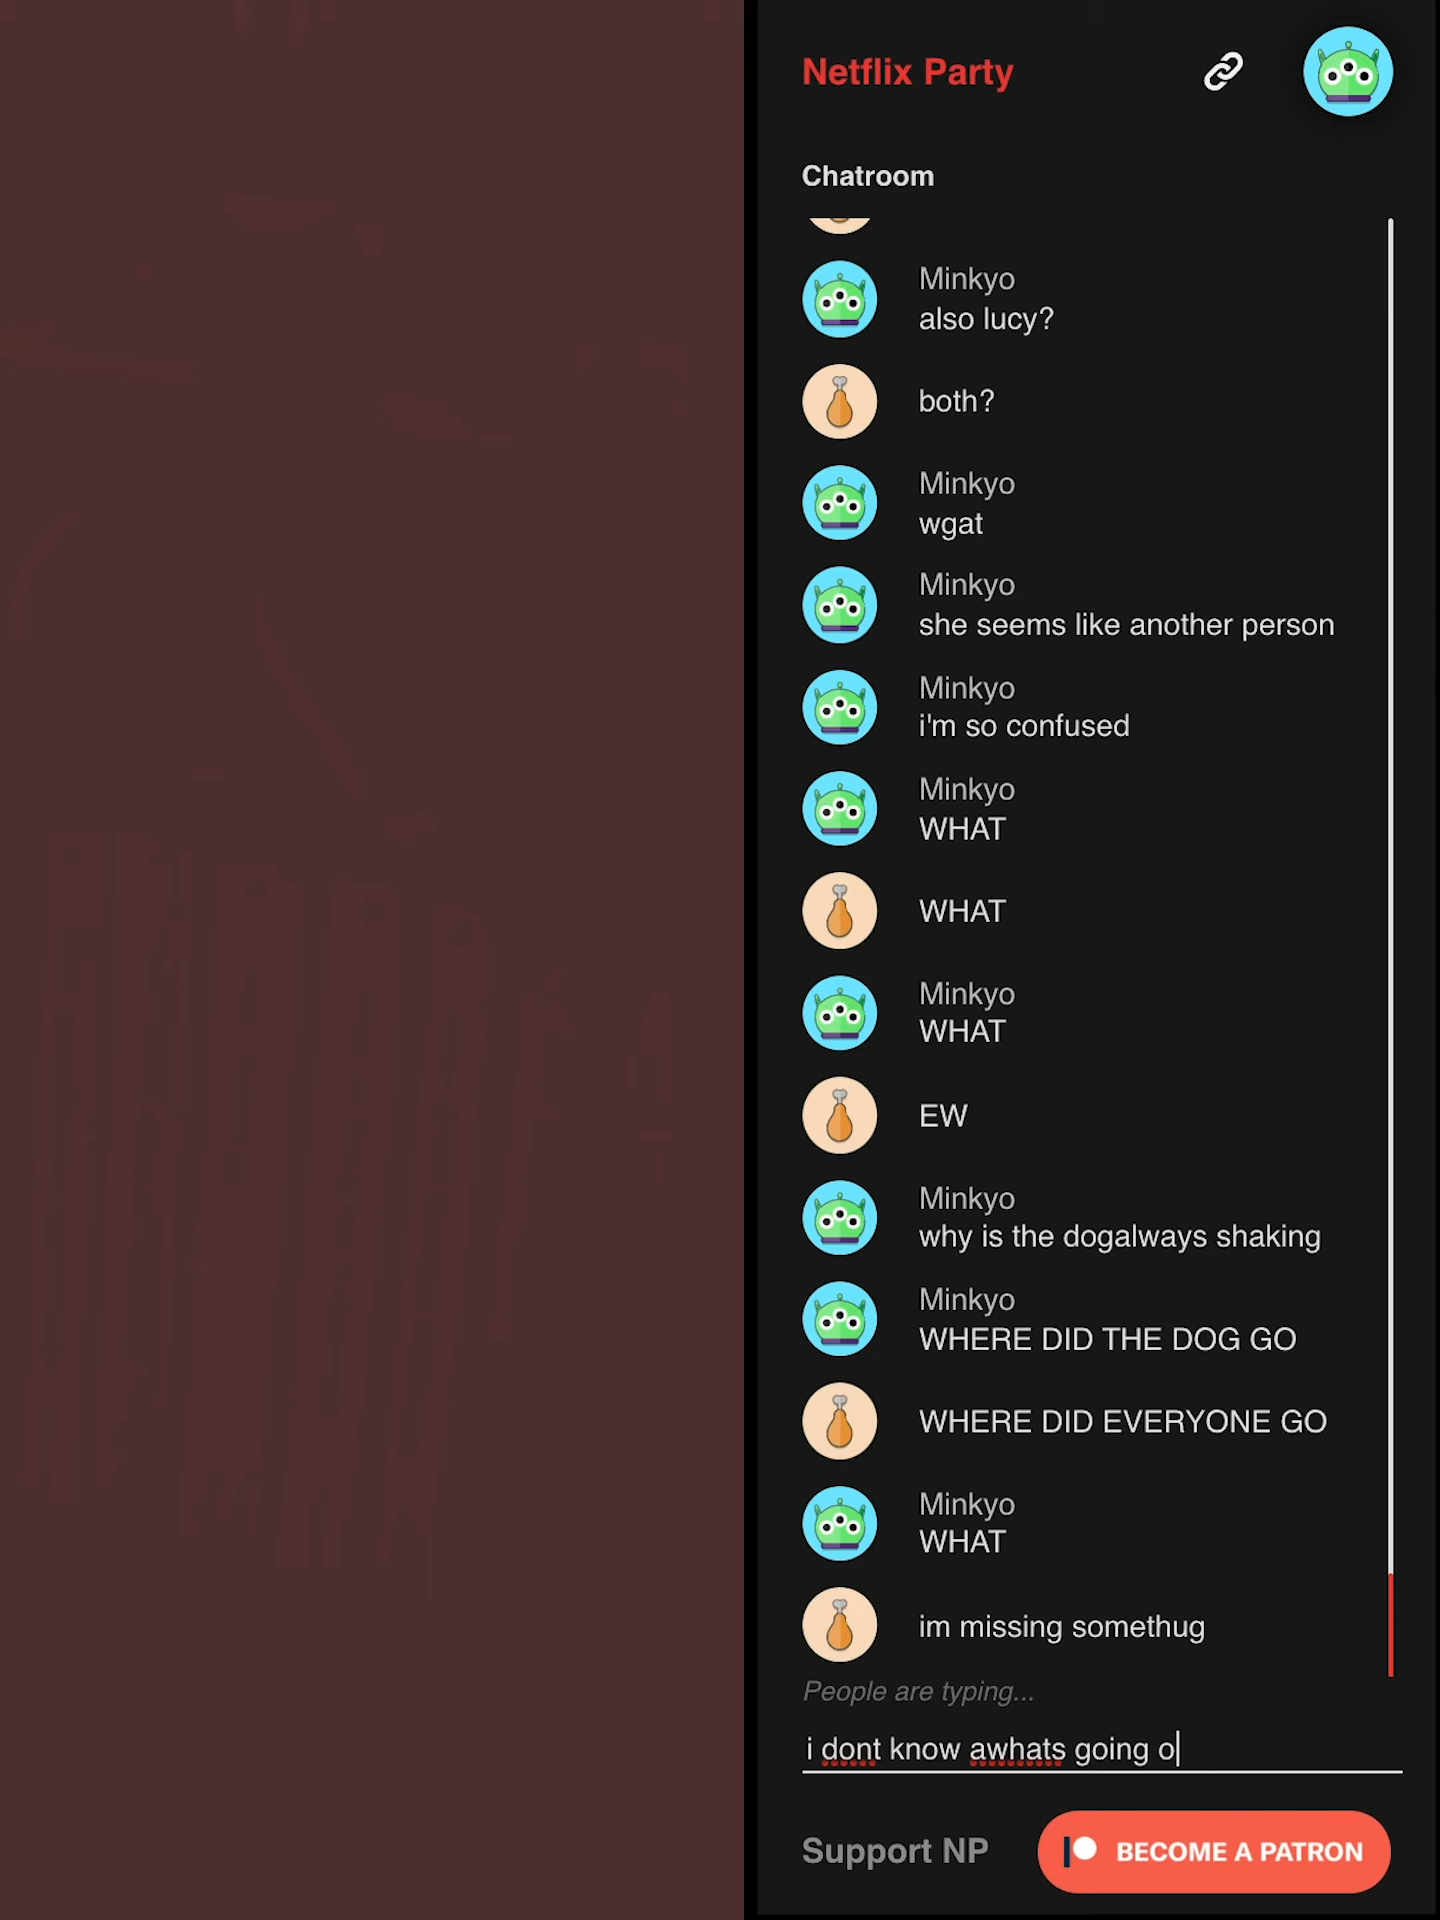 Netflix Party
Chatroom
Minkyo
also lucy?
both?
Minkyo
wgat
Minkyo
she seems like another person
Minkyo
i'm so confused
Minkyo
WHAT
WHAT
Minkyo
WHAT
EW
Minkyo
why is the dogalways shaking
Minkyo
WHERE DID THE DOG GO
WHERE DID EVERYONE GO
Minkyo
WHAT
im missing somethug
People are typing...
i dont know awhats going o
Support NP
BECOME A PATRON